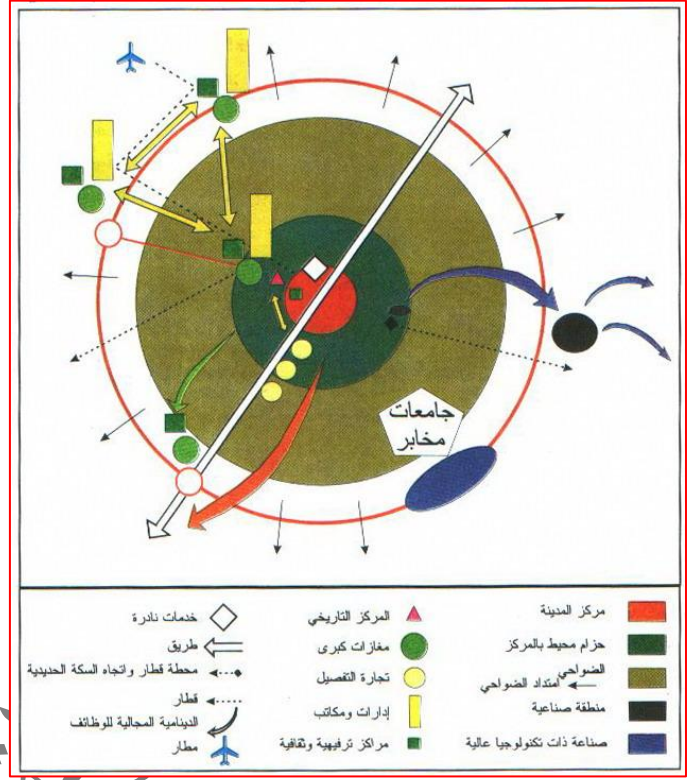 جامعات
مخابر
مركز المدينة
حزام محيط بالمركز
الضواحي
أمتداد الضواحي
منطقة صناعية
صناعة ذات تكنولوجيا عالية
المركز التاريخي
مغازات كبرى
تجارة التفصيل
إدارات ومكاتب
مراكز ترفيهية وثقافية
خدمات نادرة
طريق
محطة قطار واتجاه السكة الحديدية
قطار
الدينامية المجالية للوظائف
مطار